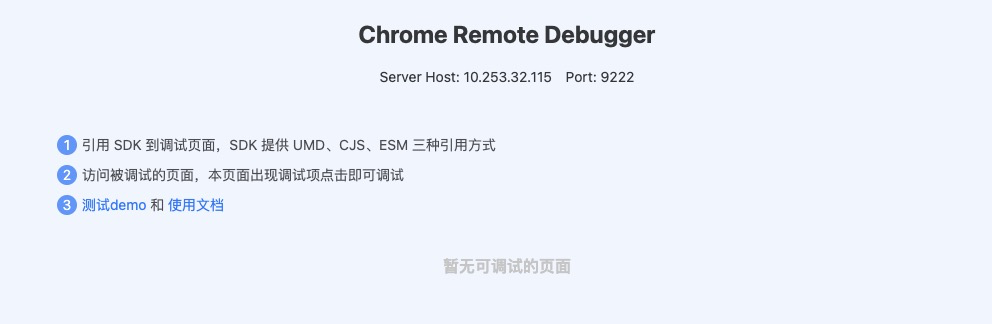 Chrome Remote Debugger
Server Host: 10.253.32.115 Port: 9222
1 引用 SDK 到调试页面，SDK 提供 UMD、CJS、ESM 三种引用方式
2 访问被调试的页面，本页面出现调试项点击即可调试
3 测试demo 和 使用文档
暂无可调试的页面